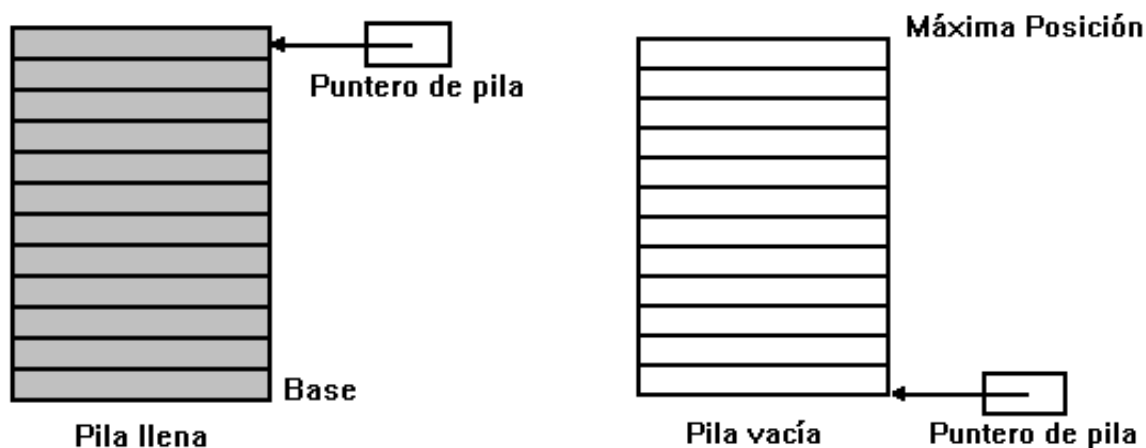 Máxima Posición
Puntero de pila
Base
Pila llena
Pila vacía
Puntero de pila